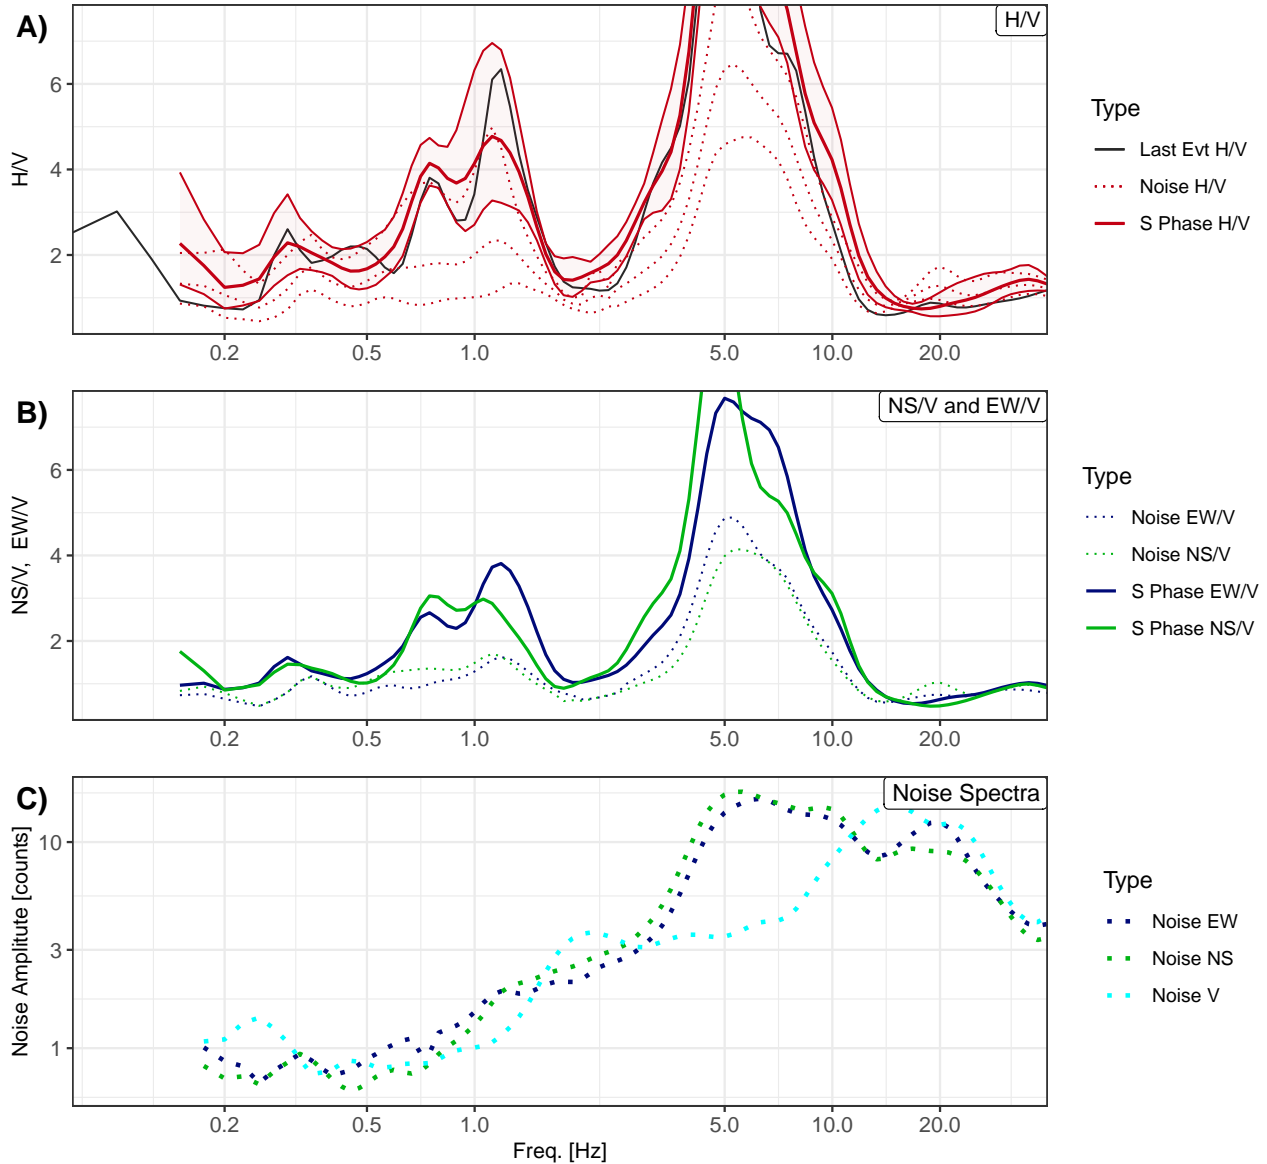 A)
H/V
H/V
6
4
2
0.2
0.5
1.0
5.0
10.0
20.0
Type
Last Evt H/V
Noise H/V
S Phase H/V
B)
NS/V and EW/V
NS/V, EW/V
6
4
2
0.2
0.5
1.0
5.0
10.0
20.0
Type
Noise EW/V
Noise NS/V
S Phase EW/V
S Phase NS/V
C)
Noise Spectra
Noise Amplitude [counts]
10
3
1
0.2
0.5
1.0
5.0
10.0
20.0
Freq. [Hz]
Type
Noise EW
Noise NS
Noise V